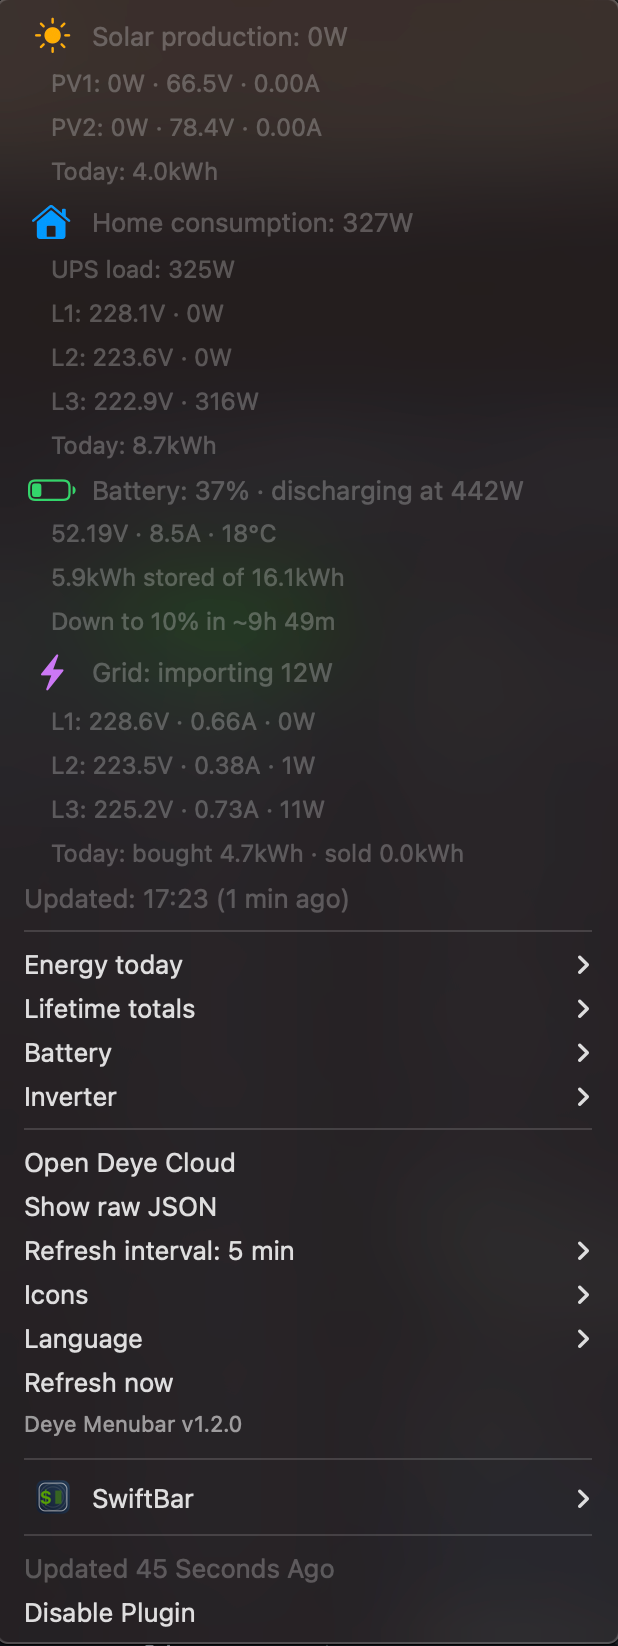 Solar production: 0W
PV1: 0W · 66.5V · 0.00A
PV2: 0W · 78.4V · 0.00A
Today: 4.0kWh
Home consumption: 327W
UPS load: 325W
L1: 228.1V · 0W
L2: 223.6V · 0W
L3: 222.9V · 316W
Today: 8.7kWh
Battery: 37% · discharging at 442W
52.19V · 8.5A · 18°C
5.9kWh stored of 16.1kWh
Down to 10% in ~9h 49m
Grid: importing 12W
L1: 228.6V · 0.66A · 0W
L2: 223.5V · 0.38A · 1W
L3: 225.2V · 0.73A · 11W
Today: bought 4.7kWh · sold 0.0kWh
Updated: 17:23 (1 min ago)
Energy today
Lifetime totals
Battery
Inverter
Open Deye Cloud
Show raw JSON
Refresh interval: 5 min
Icons
Language
Refresh now
Deye Menubar v1.2.0
$ SwiftBar
Updated 45 Seconds Ago
Disable Plugin